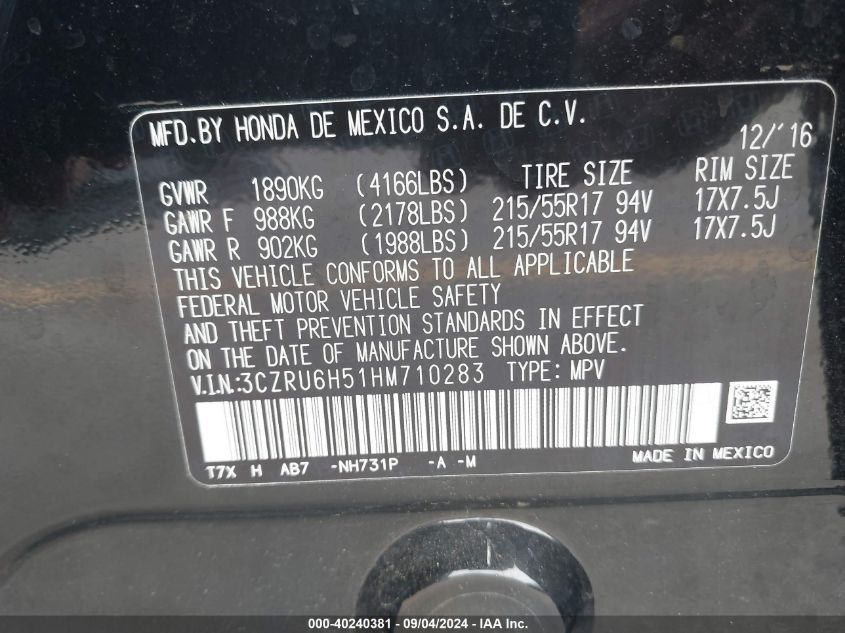 MFD.BY HONDA DE MEXICO S.A. DE C.V.
12/'16
GVWR 1890KG (4166LBS) TIRE SIZE RIM SIZE
GAWR F 988KG (2178LBS) 215/55R17 94V 17X7.5J
GAWR R 902KG (1988LBS) 215/55R17 94V 17X7.5J
THIS VEHICLE CONFORMS TO ALL APPLICABLE
FEDERAL MOTOR VEHICLE SAFETY
AND THEFT PREVENTION STANDARDS IN EFFECT
ON THE DATE OF MANUFACTURE SHOWN ABOVE.
V.I.N.:3CZRU6H51HM710283 TYPE: MPV
T7X H AB7 -NH731P -A -M MADE IN MEXICO
000-40240381 - 09/04/2024 - IAA Inc.